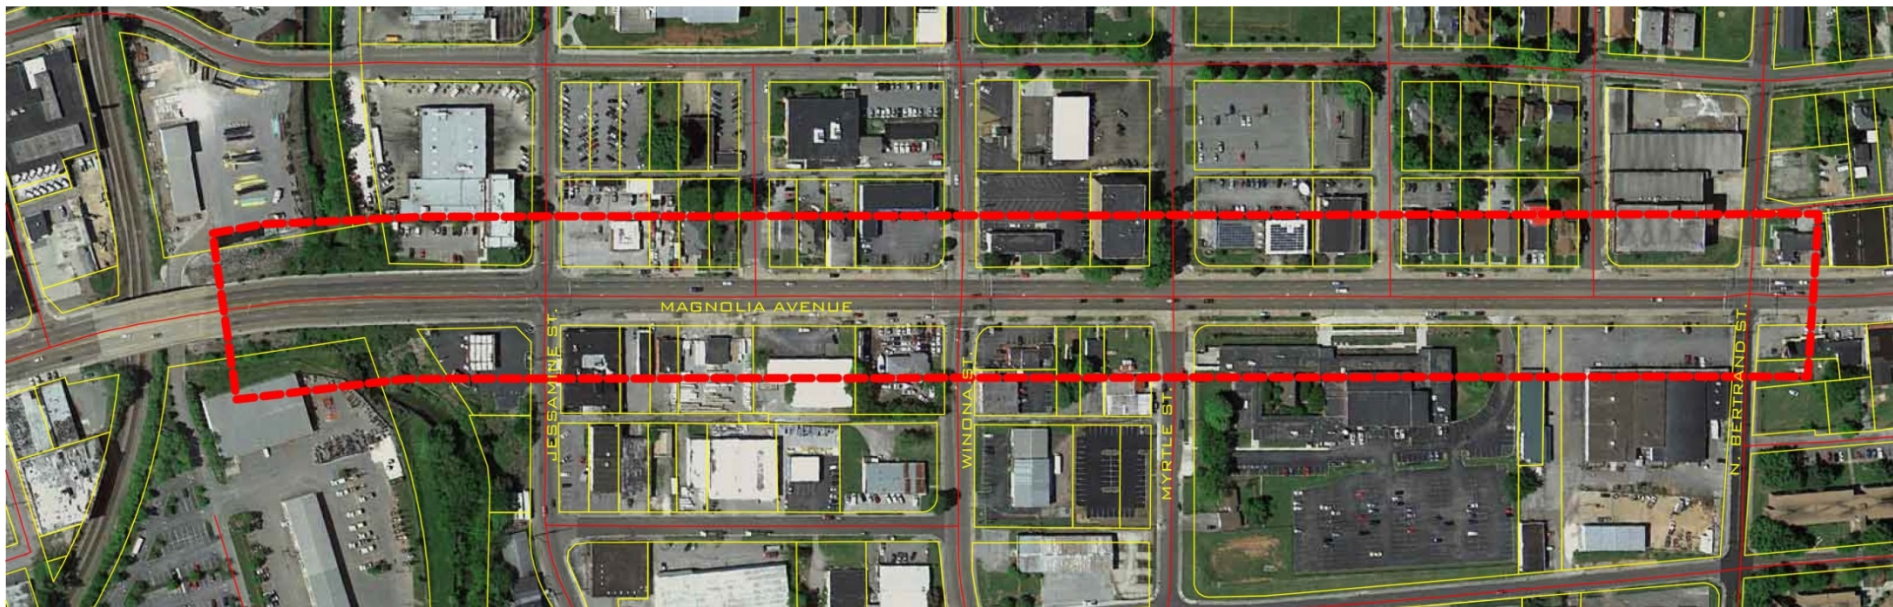 MAGNOLIA AVENUE
JESSAMINE ST.
WINONA ST.
MYRTLE ST.
N. BERTRAND ST.